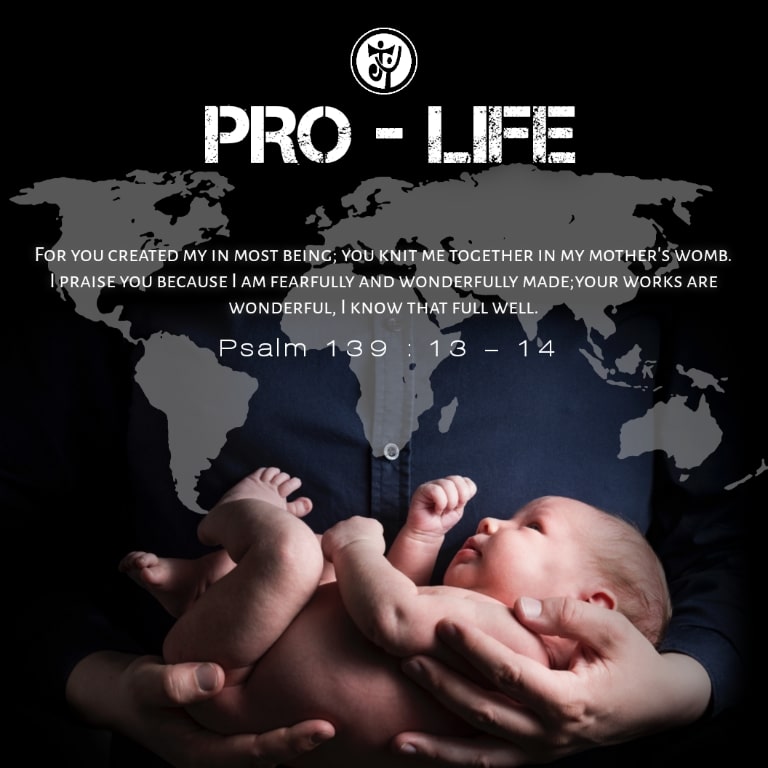 PRO - LIFE
FOR YOU CREATED MY IN MOST BEING; YOU KNIT ME TOGETHER IN MY MOTHER'S WOMB.
I PRAISE YOU BECAUSE I AM FEARFULLY AND WONDERFULLY MADE;YOUR WORKS ARE
WONDERFUL, I KNOW THAT FULL WELL.
Psalm 139 : 13 – 14